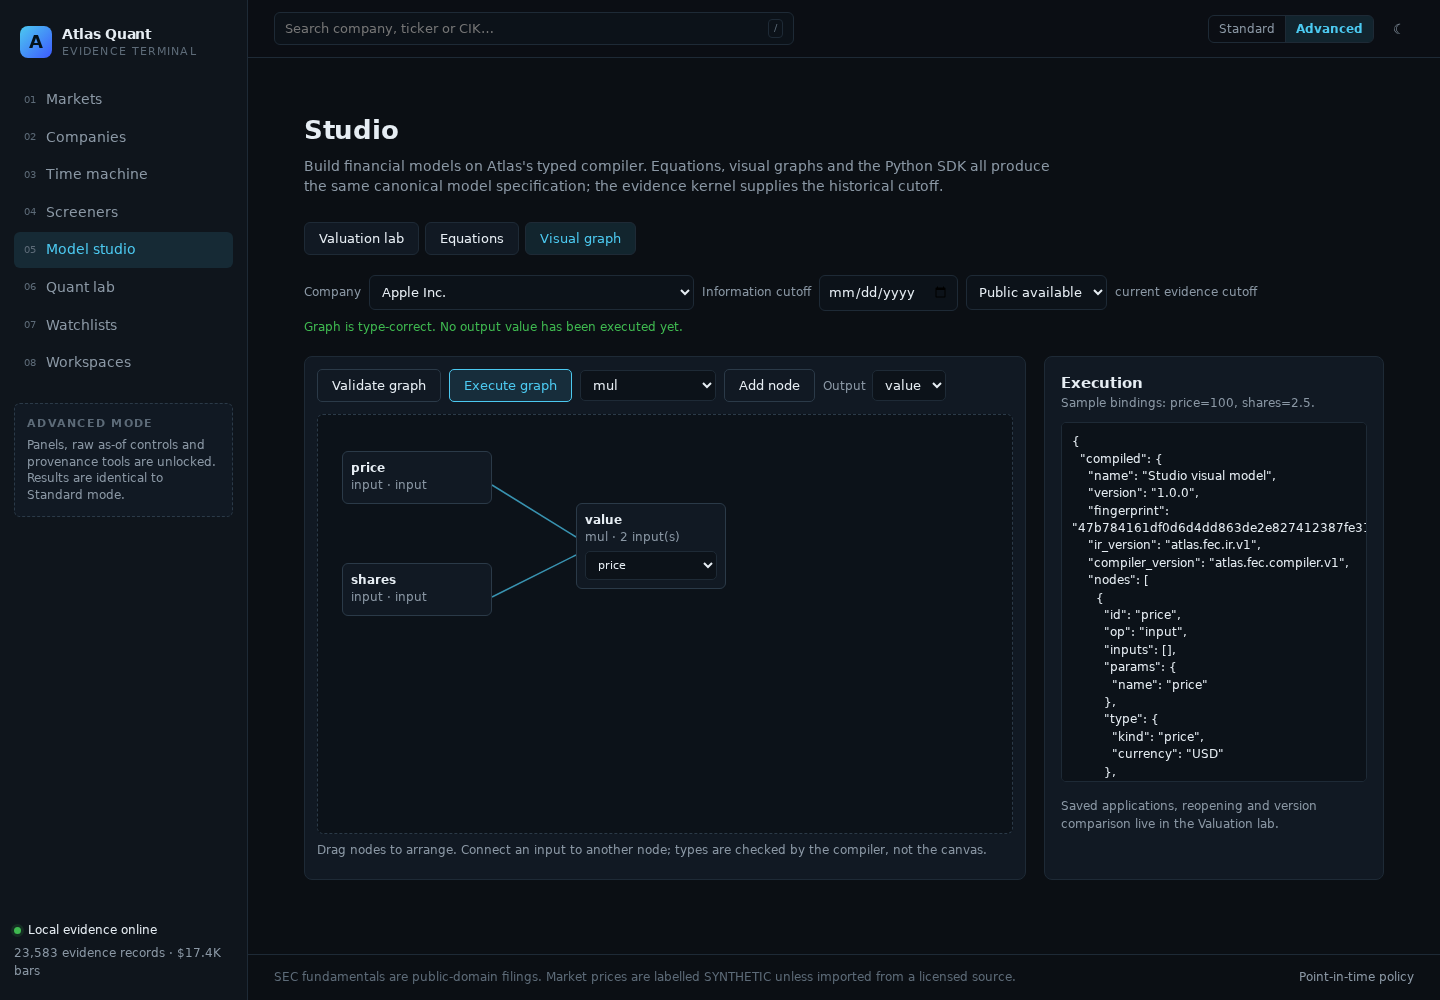 A
Atlas Quant
EVIDENCE TERMINAL
01 Markets
02 Companies
03 Time machine
04 Screeners
05 Model studio
06 Quant lab
07 Watchlists
08 Workspaces
ADVANCED MODE
Panels, raw as-of controls and
provenance tools are unlocked.
Results are identical to
Standard mode.
Local evidence online
23,583 evidence records · $17.4K
bars
Search company, ticker or CIK...
/
Standard
Advanced
Studio
Build financial models on Atlas's typed compiler. Equations, visual graphs and the Python SDK all produce
the same canonical model specification; the evidence kernel supplies the historical cutoff.
Valuation lab
Equations
Visual graph
Company
Apple Inc.
Information cutoff
mm/dd/yyyy
Public available
current evidence cutoff
Graph is type-correct. No output value has been executed yet.
Validate graph
Execute graph
mul
Add node
Output
value
price
input · input
shares
input · input
value
mul · 2 input(s)
price
Drag nodes to arrange. Connect an input to another node; types are checked by the compiler, not the canvas.
Execution
Sample bindings: price=100, shares=2.5.
{
"compiled": {
"name": "Studio visual model",
"version": "1.0.0",
"fingerprint":
"47b784161df0d6d4dd863de2e827412387fe31
"ir_version": "atlas.fec.ir.v1",
"compiler_version": "atlas.fec.compiler.v1",
"nodes": [
{
"id": "price",
"op": "input",
"inputs": [],
"params": {
"name": "price"
},
"type": {
"kind": "price",
"currency": "USD"
},
Saved applications, reopening and version
comparison live in the Valuation lab.
SEC fundamentals are public-domain filings. Market prices are labelled SYNTHETIC unless imported from a licensed source.
Point-in-time policy